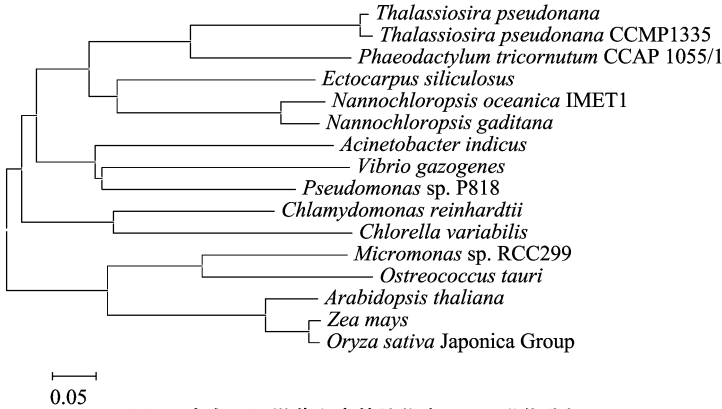 Thalassiosira pseudonana
Thalassiosira pseudonana CCMP1335
Phaeodactylum tricornutum CCAP 1055/1
Ectocarpus siliculosus
Nannochloropsis oceanica IMET1
Nannochloropsis gaditana
Acinetobacter indicus
Vibrio gazogenes
Pseudomonas sp. P818
Chlamydomonas reinhardtii
Chlorella variabilis
Micromonas sp. RCC299
Ostreococcus tauri
Arabidopsis thaliana
Zea mays
Oryza sativa Japonica Group
0.05